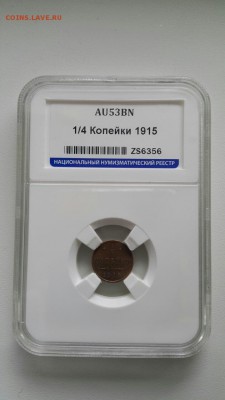 COINS.LAVE.RU
AU53BN
1/4 Копейки 1915
ZS6356
НАЦИОНАЛЬНЫЙ НУМИЗМАТИЧЕСКИЙ РЕЕСТР